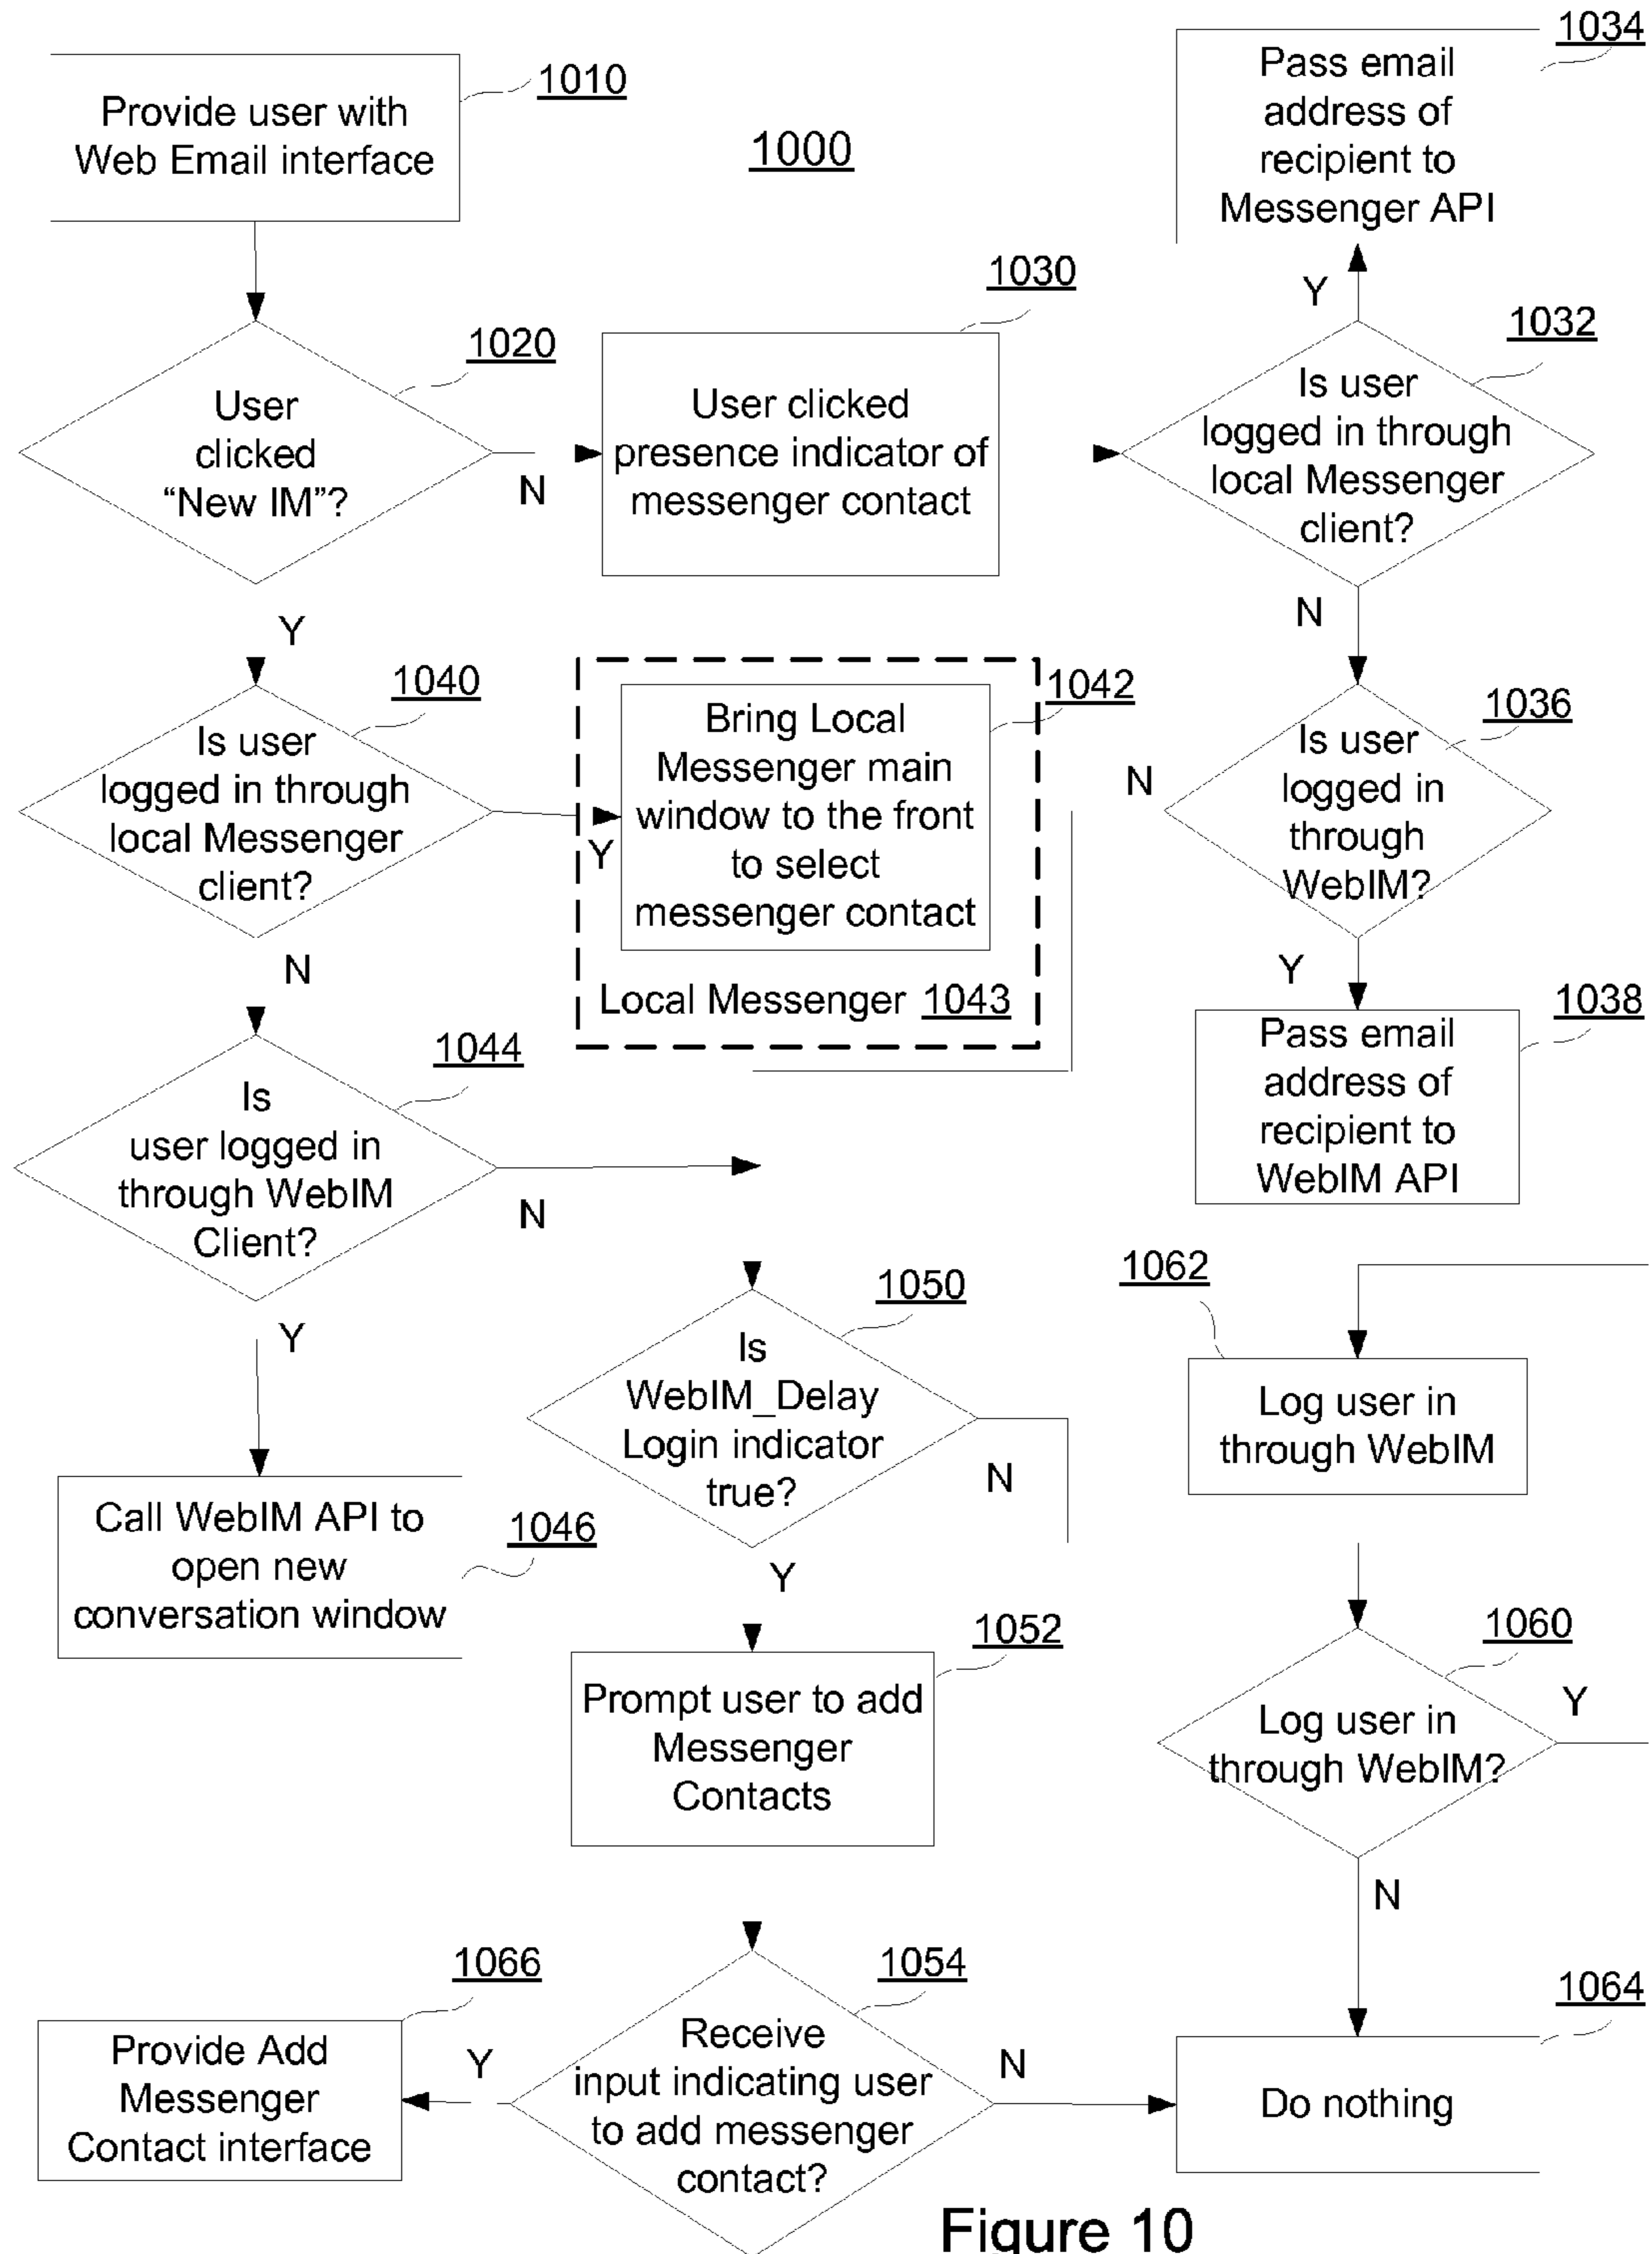 1000
Provide user with
Web Email interface
1010
User
clicked
“New IM”?
1020
N
Y
User clicked
presence indicator of
messenger contact
1030
Is user
logged in through
local Messenger
client?
1032
Y
N
Pass email
address of
recipient to
Messenger API
1034
Is user
logged in
through
WebIM?
1036
N
Y
Pass email
address of
recipient to
WebIM API
1038
Is user
logged in through
local Messenger
client?
1040
Y
N
Bring Local
Messenger main
window to the front
to select
messenger contact
1042
Local Messenger 1043
Is
user logged in
through WebIM
Client?
1044
N
Y
Call WebIM API to
open new
conversation window
1046
Is
WebIM_Delay
Login indicator
true?
1050
N
Y
Prompt user to add
Messenger
Contacts
1052
1062
Log user in
through WebIM
Log user in
through WebIM?
1060
Y
N
Receive
input indicating user
to add messenger
contact?
1054
Y
N
Provide Add
Messenger
Contact interface
1066
Do nothing
1064
Figure 10